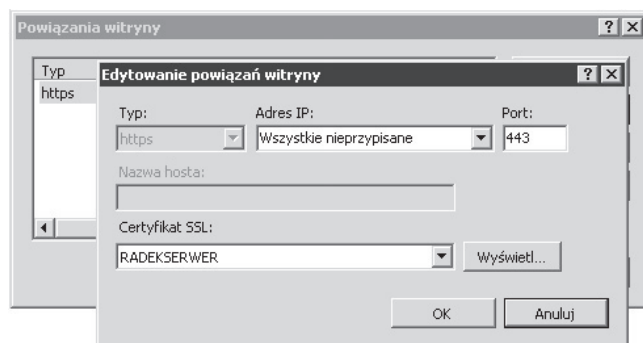 Powiązania witryny
Typ
https
Edytowanie powiązań witryny
Typ: Adres IP: Port:
https Wszystkie nieprzypisane 443
Nazwa hosta:
Certyfikat SSL:
RADEKSERWER Wyświetl...
OK Anuluj